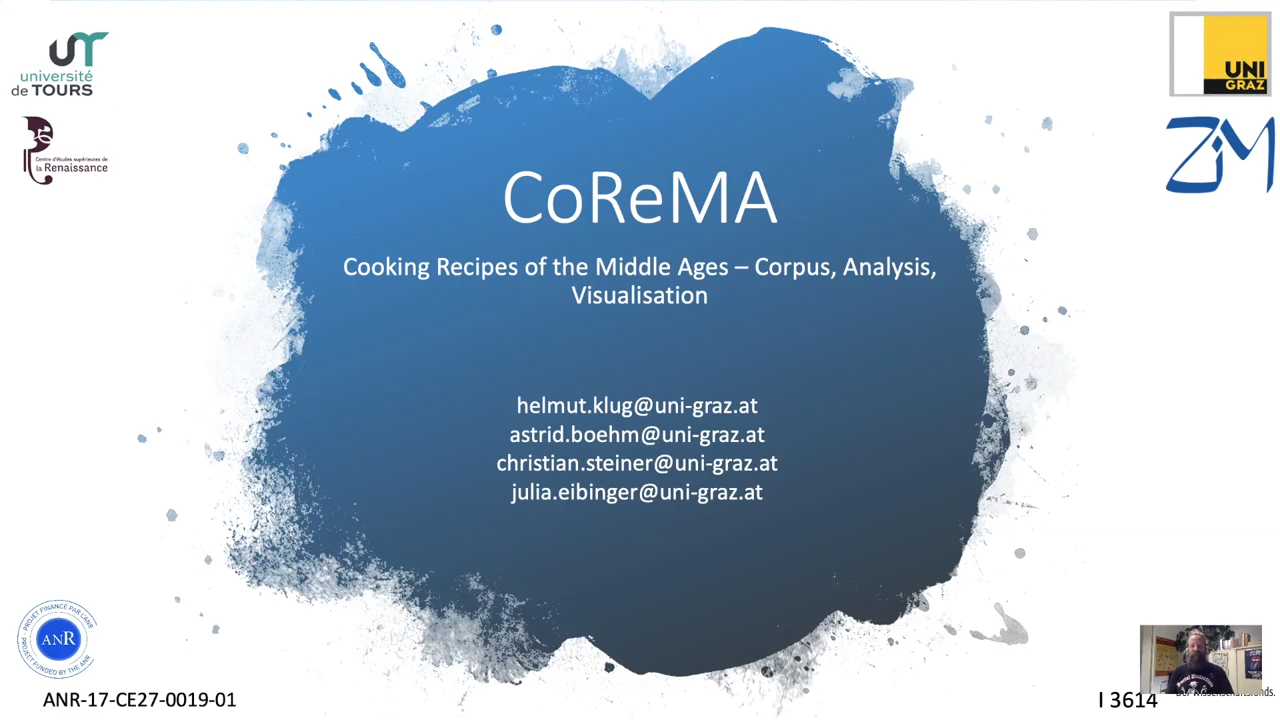 université
de TOURS
Centre d'études supérieures de
la Renaissance
UNI
GRAZ
ZIM
CoReMA
Cooking Recipes of the Middle Ages – Corpus, Analysis,
Visualisation
helmut.klug@uni-graz.at
astrid.boehm@uni-graz.at
christian.steiner@uni-graz.at
julia.eibinger@uni-graz.at
PROJET FINANCÉ PAR L'ANR
ANR
PROJECT FUNDED BY THE ANR
ANR-17-CE27-0019-01
I 3614